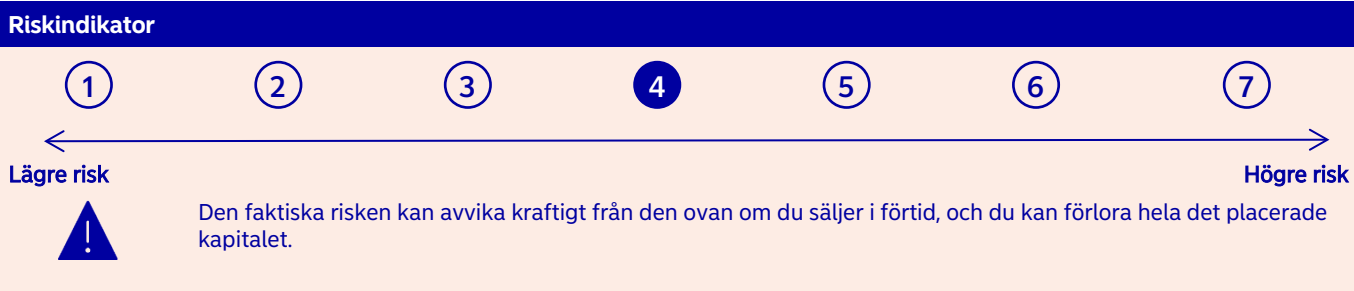 Riskindikator
1 2 3 4 5 6 7
Lägre risk Högre risk
Den faktiska risken kan avvika kraftigt från den ovan om du säljer i förtid, och du kan förlora hela det placerade
kapitalet.